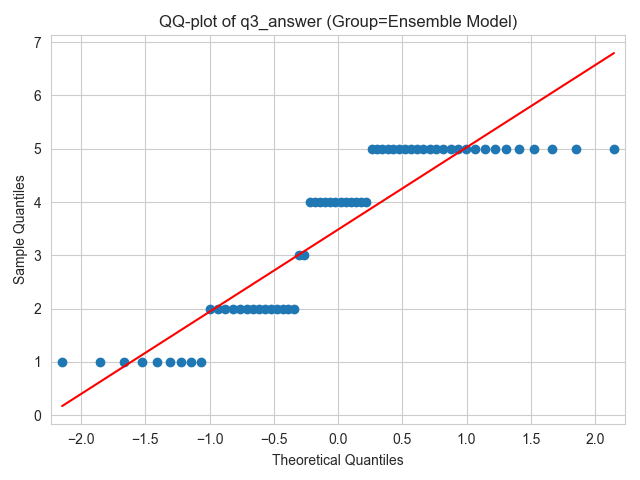 QQ-plot of q3_answer (Group=Ensemble Model)
7
6
5
4
3
2
1
0
Sample Quantiles
−2.0 −1.5 −1.0 −0.5 0.0 0.5 1.0 1.5 2.0
Theoretical Quantiles